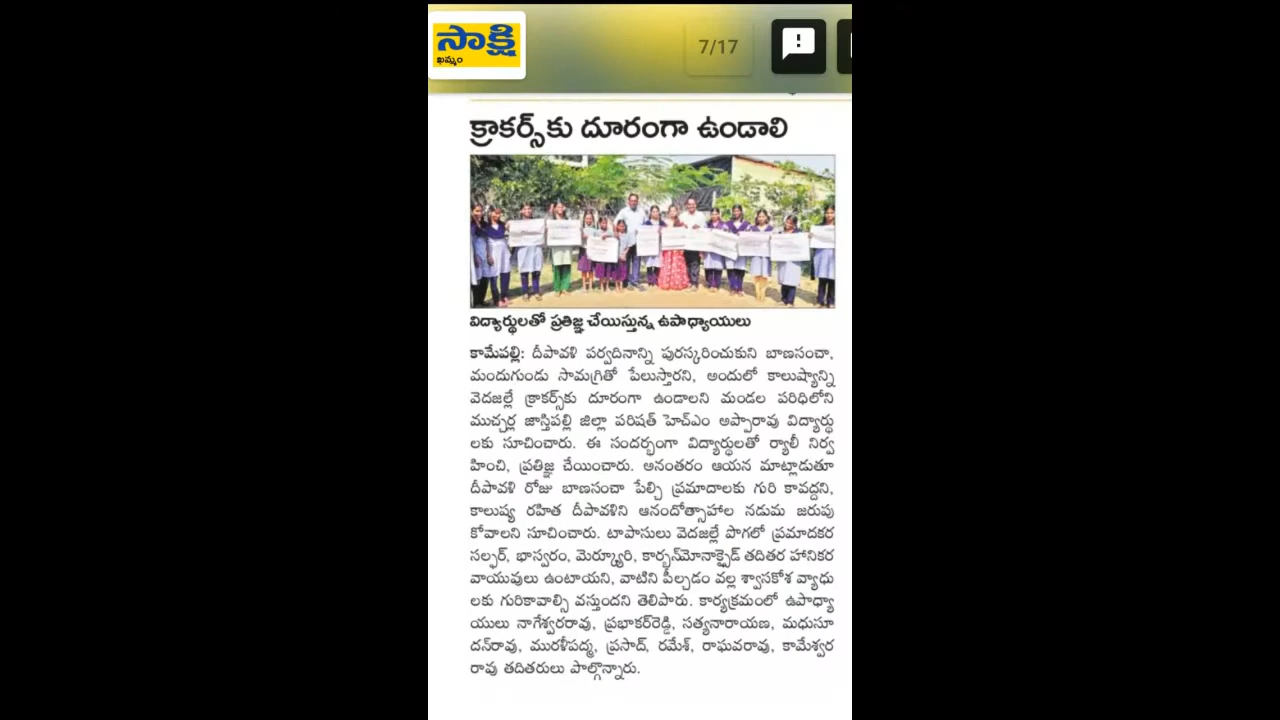 సాక్షి
ఖమ్మం
7/17
క్రాకర్స్‌కు దూరంగా ఉండాలి
విద్యార్థులతో ప్రతిజ్ఞ చేయిస్తున్న ఉపాధ్యాయులు
కామేపల్లి: దీపావళి పర్వదినాన్ని పురస్కరించుకుని బాణసంచా,
మందుగుండు సామగ్రితో పేలుస్తారని, అందులో కాలుష్యాన్ని
వెదజల్లే క్రాకర్స్‌కు దూరంగా ఉండాలని మండల పరిధిలోని
ముచ్చర్ల జాస్తిపల్లి జిల్లా పరిషత్ హెచ్ఎం అప్పారావు విద్యార్థు
లకు సూచించారు. ఈ సందర్భంగా విద్యార్థులతో ర్యాలీ నిర్వ
హించి, ప్రతిజ్ఞ చేయించారు. అనంతరం ఆయన మాట్లాడుతూ
దీపావళి రోజు బాణసంచా పేల్చి ప్రమాదాలకు గురి కావద్దని,
కాలుష్య రహిత దీపావళిని ఆనందోత్సాహాల నడుమ జరుపు
కోవాలని సూచించారు. టాపాసులు వెదజల్లే పొగలో ప్రమాదకర
సల్ఫర్, భాస్వరం, మెర్క్యూరి, కార్బన్‌మోనాక్సైడ్ తదితర హానికర
వాయువులు ఉంటాయని, వాటిని పీల్చడం వల్ల శ్వాసకోశ వ్యాధు
లకు గురికావాల్సి వస్తుందని తెలిపారు. కార్యక్రమంలో ఉపాధ్యా
యులు నాగేశ్వరరావు, ప్రభాకర్‌రెడ్డి, సత్యనారాయణ, మధుసూ
దన్‌రావు, మురళీపద్మ, ప్రసాద్, రమేశ్, రాఘవరావు, కామేశ్వర
రావు తదితరులు పాల్గొన్నారు.